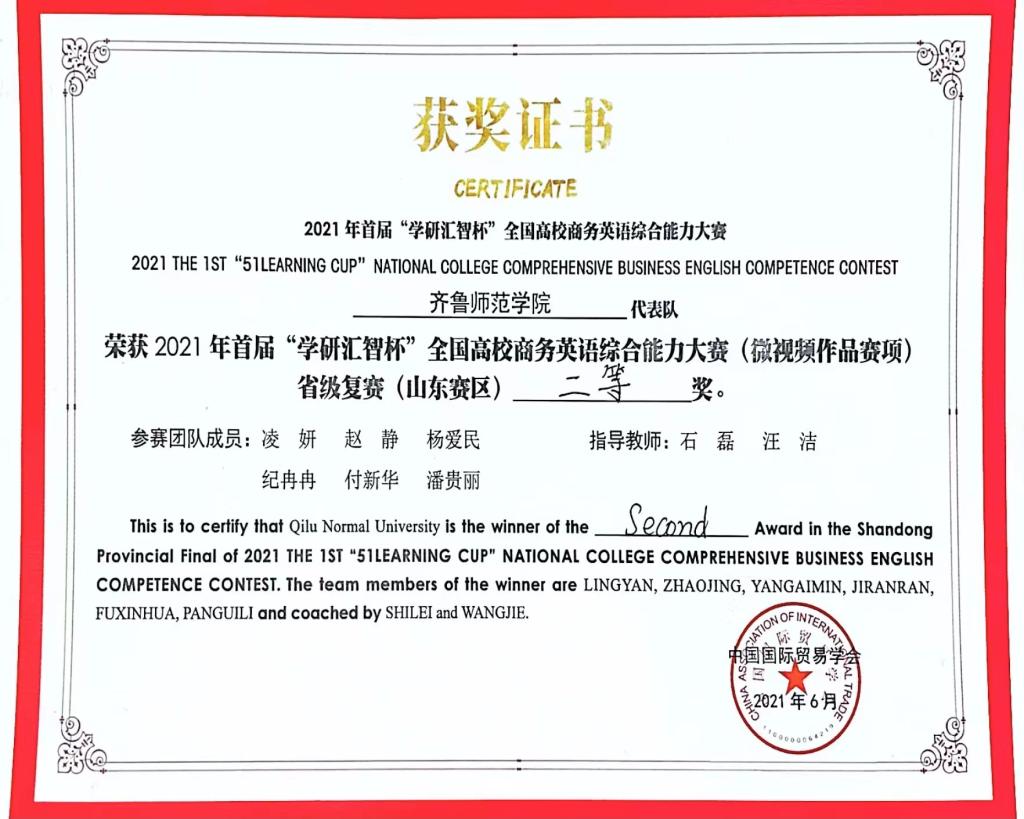 获奖证书
CERTIFICATE
2021年首届“学研汇智杯”全国高校商务英语综合能力大赛
2021 THE 1ST “51LEARNING CUP” NATIONAL COLLEGE COMPREHENSIVE BUSINESS ENGLISH COMPETENCE CONTEST
齐鲁师范学院 代表队
荣获2021年首届“学研汇智杯”全国高校商务英语综合能力大赛（微视频作品赛项）
省级复赛（山东赛区）二等奖。
参赛团队成员：凌 妍 赵 静 杨爱民 指导教师：石 磊 汪 洁
纪冉冉 付新华 潘贵丽
This is to certify that Qilu Normal University is the winner of the Second Award in the Shandong
Provincial Final of 2021 THE 1ST “51LEARNING CUP” NATIONAL COLLEGE COMPREHENSIVE BUSINESS ENGLISH
COMPETENCE CONTEST. The team members of the winner are LINGYAN, ZHAOJING, YANGAIMIN, JIRANRAN,
FUXINHUA, PANGUILI and coached by SHILEI and WANGJIE.
CHINA ASSOCIATION OF INTERNATIONAL TRADE
中国国际贸易学会
2021年6月